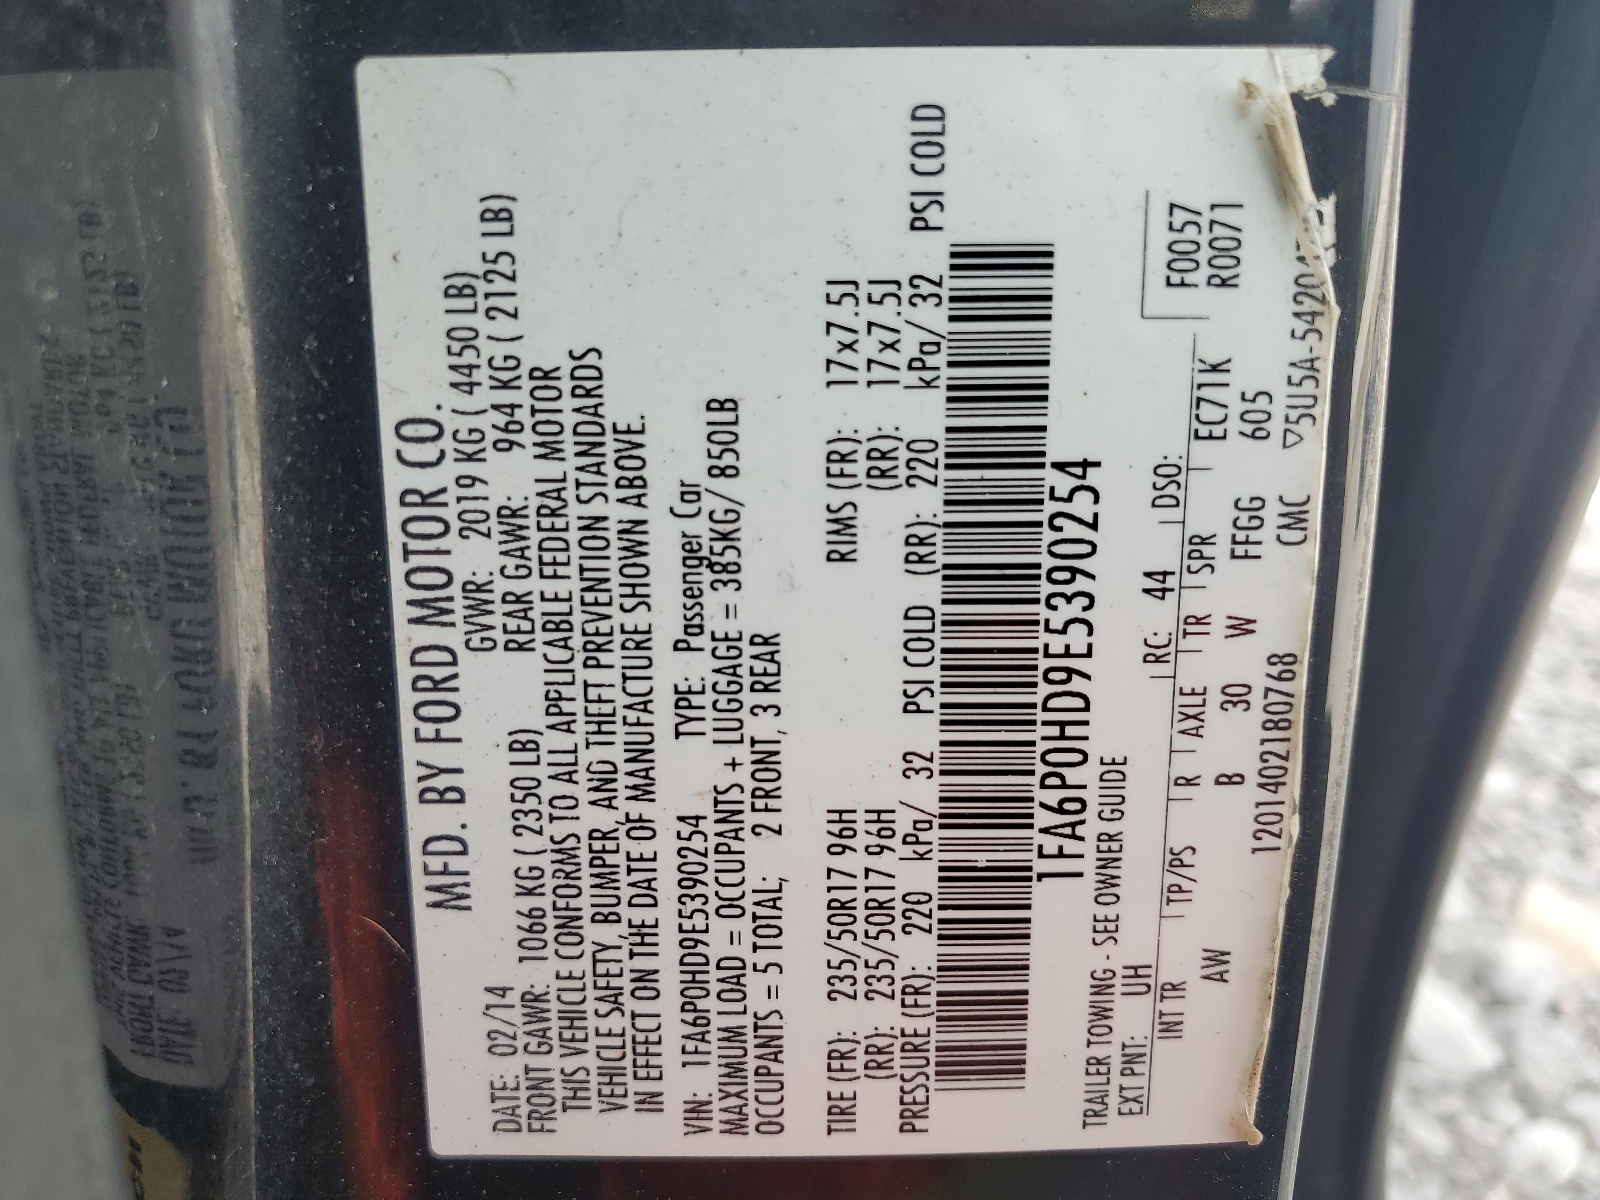 MFD. BY FORD MOTOR CO.
DATE: 02/14 GVWR: 2019 KG ( 4450 LB)
FRONT GAWR: 1066 KG ( 2350 LB) REAR GAWR: 964 KG ( 2125 LB)
THIS VEHICLE CONFORMS TO ALL APPLICABLE FEDERAL MOTOR
VEHICLE SAFETY, BUMPER, AND THEFT PREVENTION STANDARDS
IN EFFECT ON THE DATE OF MANUFACTURE SHOWN ABOVE.
VIN: 1FA6P0HD9E5390254 TYPE: Passenger Car
MAXIMUM LOAD = OCCUPANTS + LUGGAGE = 385KG/ 850LB
OCCUPANTS = 5 TOTAL; 2 FRONT, 3 REAR
TIRE (FR): 235/50R17 96H RIMS (FR): 17x7.5J
(RR): 235/50R17 96H (RR): 17x7.5J
PRESSURE (FR): 220 kPa/ 32 PSI COLD (RR): 220 kPa/ 32 PSI COLD
1FA6P0HD9E5390254
TRAILER TOWING - SEE OWNER GUIDE
EXT PNT: UH RC: 44 DSO: F0057
R0071
INT TR TP/PS R AXLE TR SPR EC71K
AW B 30 W FFGG 605
120140218 0768 CMC ▽5U5A-54204